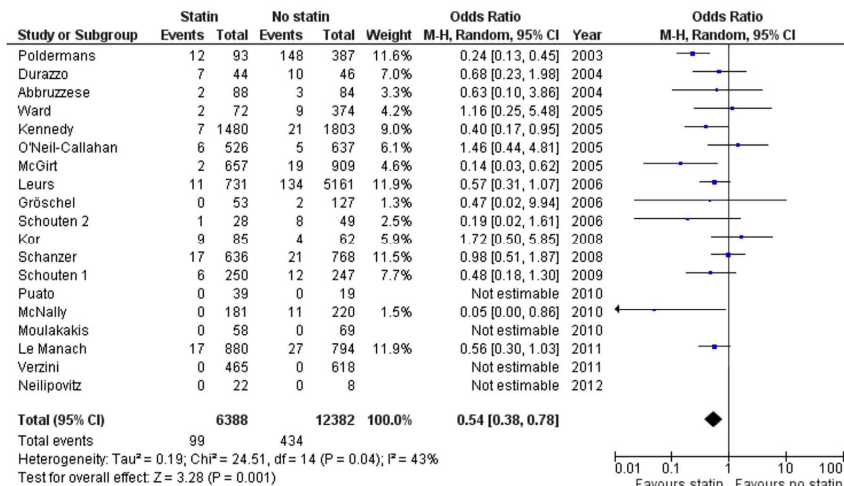 Statin No statin Odds Ratio Odds Ratio
Study or Subgroup Events Total Events Total Weight M-H, Random, 95% CI Year M-H, Random, 95% CI
Poldermans 12 93 148 387 11.6% 0.24 [0.13, 0.45] 2003
Durazzo 7 44 10 46 7.0% 0.68 [0.23, 1.98] 2004
Abbruzzese 2 88 3 84 3.1% 0.63 [0.10, 3.86] 2004
Ward 2 72 9 374 4.2% 1.16 [0.25, 5.48] 2005
Kennedy 7 1480 21 1803 9.0% 0.40 [0.17, 0.95] 2005
O'Neil-Callahan 6 526 5 637 6.1% 1.46 [0.44, 4.81] 2005
McGirt 2 657 19 909 4.6% 0.14 [0.03, 0.62] 2005
Leurs 11 731 134 5161 11.9% 0.57 [0.31, 1.07] 2006
Gröschel 0 53 2 127 1.3% 0.47 [0.02, 9.94] 2006
Schouten 2 1 28 8 49 2.5% 0.19 [0.02, 1.61] 2006
Kor 9 85 4 62 5.9% 1.72 [0.50, 5.85] 2008
Schanzer 17 636 21 768 11.5% 0.98 [0.51, 1.87] 2008
Schouten 1 6 250 12 247 7.7% 0.48 [0.18, 1.30] 2009
Puato 0 39 0 19 Not estimable 2010
McNally 0 181 11 220 1.5% 0.05 [0.00, 0.86] 2010
Moulakakis 0 58 0 69 Not estimable 2010
Le Manach 17 880 27 794 11.9% 0.56 [0.30, 1.03] 2011
Verzini 0 465 0 618 Not estimable 2011
Neilipovitz 0 22 0 8 Not estimable 2012
Total (95% CI) 6388 12382 100.0% 0.54 [0.38, 0.78]
Total events 99 434
Heterogeneity: Tau² = 0.19; Chi² = 24.51, df = 14 (P = 0.04); I² = 43%
Test for overall effect: Z = 3.28 (P = 0.001)
0.01 0.1 1 10 100
Favours statin Favours no statin